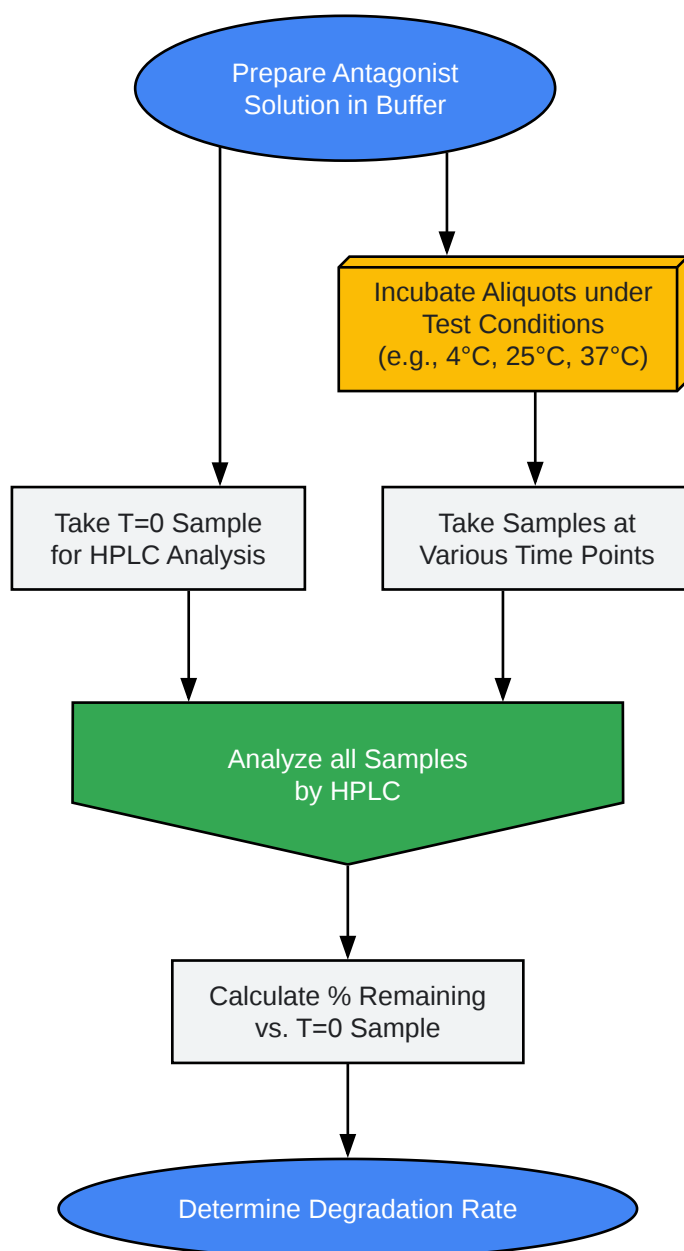 Prepare Antagonist
Solution in Buffer
Incubate Aliquots under
Test Conditions
(e.g., 4°C, 25°C, 37°C)
Take T=0 Sample
for HPLC Analysis
Take Samples at
Various Time Points
Analyze all Samples
by HPLC
Calculate % Remaining
vs. T=0 Sample
Determine Degradation Rate